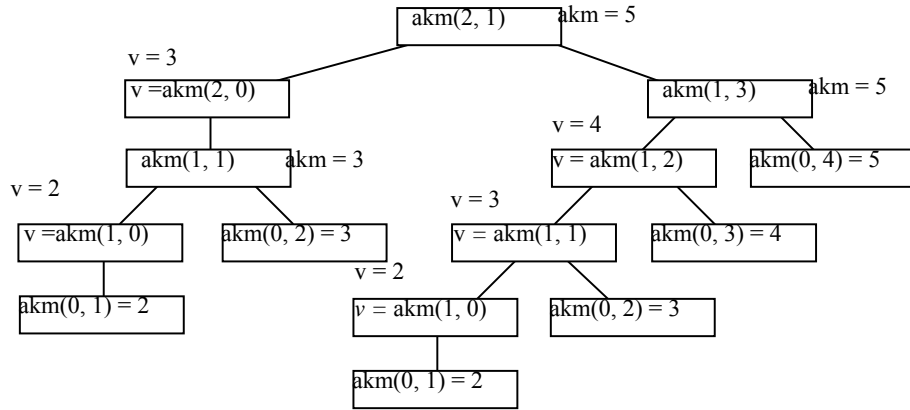 akm(2, 1) akm = 5
v = 3
v =akm(2, 0) akm(1, 3) akm = 5
v = 4
akm(1, 1) akm = 3 v = akm(1, 2) akm(0, 4) = 5
v = 2
v = 3
v =akm(1, 0) akm(0, 2) = 3 v = akm(1, 1) akm(0, 3) = 4
v = 2
akm(0, 1) = 2 v = akm(1, 0) akm(0, 2) = 3
akm(0, 1) = 2